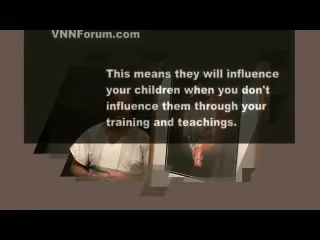 VNNForum.com
This means they will influence
your children when you don't
influence them through your
training and teachings.